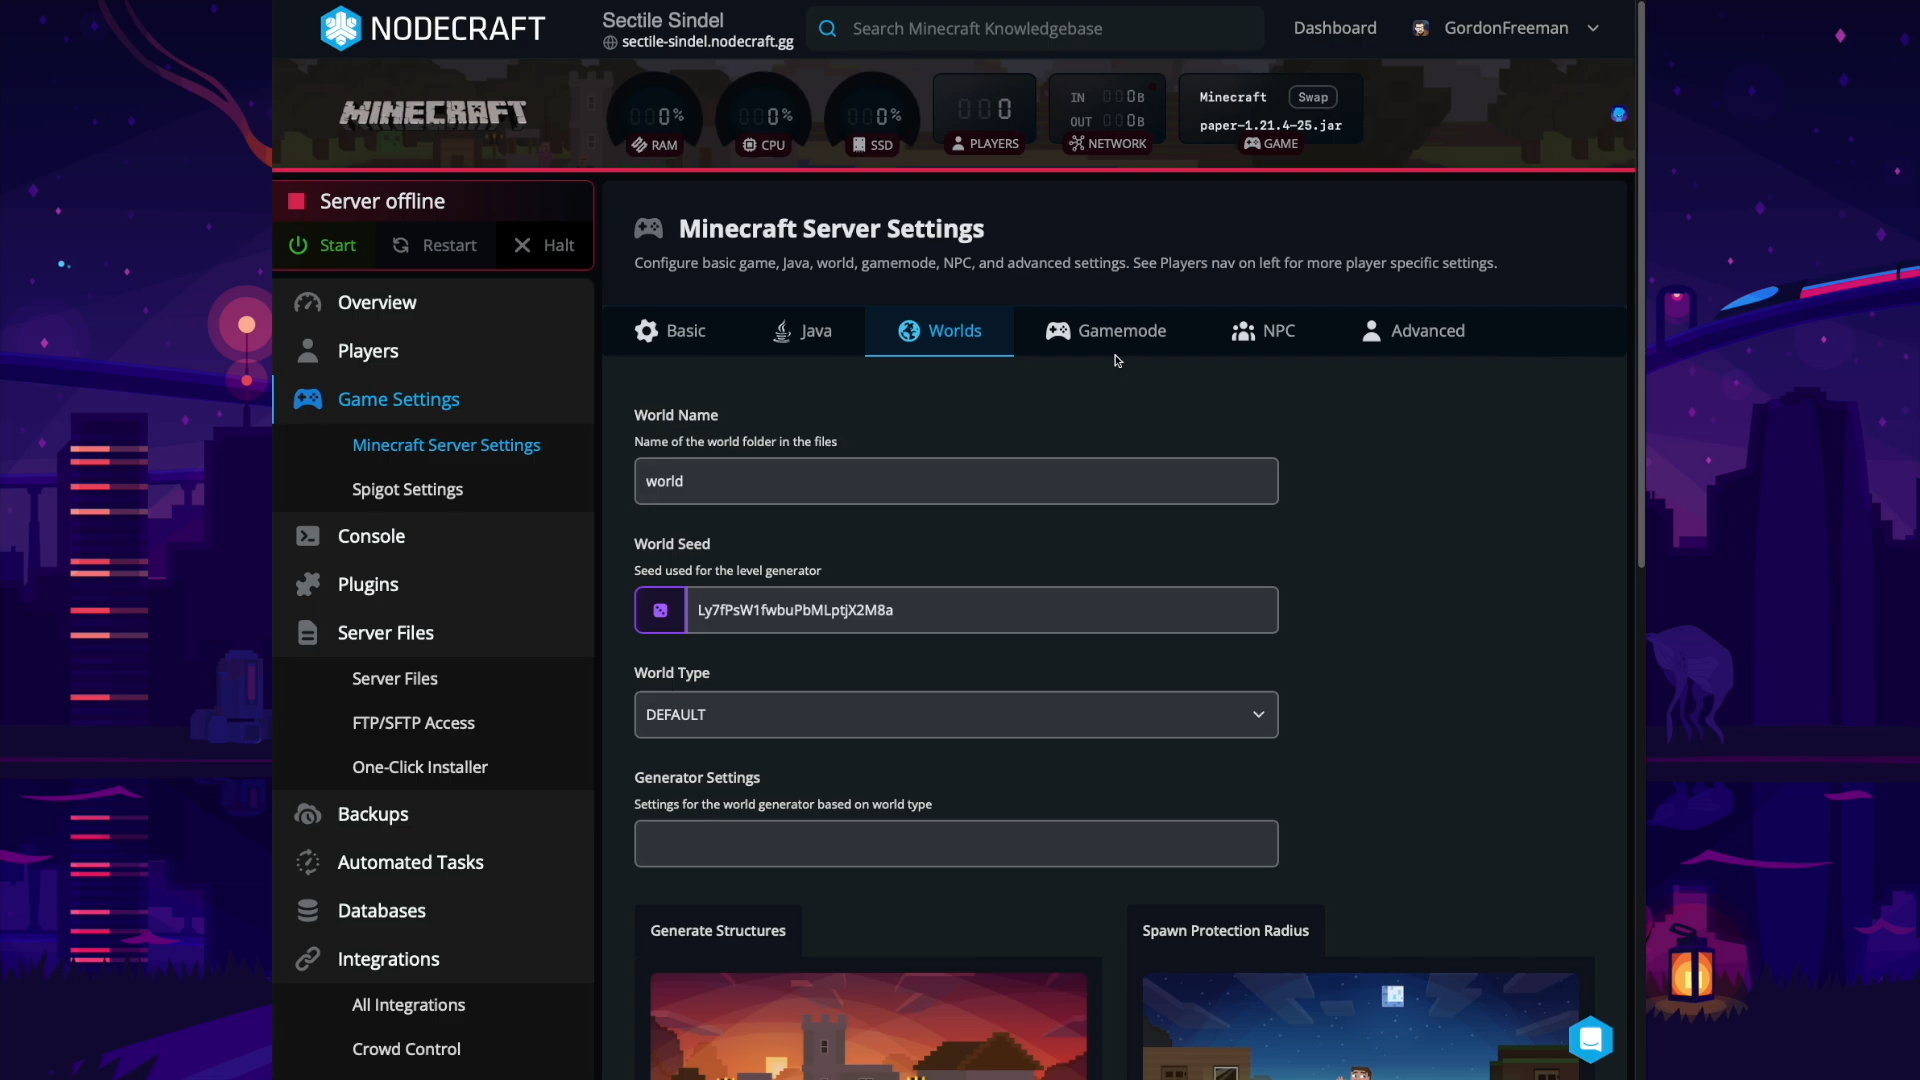 NODECRAFT
Sectile Sindel
sectile-sindel.nodecraft.gg
Search Minecraft Knowledgebase
Dashboard
GordonFreeman
MINECRAFT
000%
RAM
000%
CPU
000%
SSD
000
PLAYERS
IN 000B
OUT 000B
NETWORK
Minecraft Swap
paper-1.21.4-25.jar
GAME
Server offline
Start
Restart
Halt
Overview
Players
Game Settings
Minecraft Server Settings
Spigot Settings
Console
Plugins
Server Files
Server Files
FTP/SFTP Access
One-Click Installer
Backups
Automated Tasks
Databases
Integrations
All Integrations
Crowd Control
Minecraft Server Settings
Configure basic game, Java, world, gamemode, NPC, and advanced settings. See Players nav on left for more player specific settings.
Basic
Java
Worlds
Gamemode
NPC
Advanced
World Name
Name of the world folder in the files
world
World Seed
Seed used for the level generator
Ly7fPsW1fwbuPbMLptjX2M8a
World Type
DEFAULT
Generator Settings
Settings for the world generator based on world type
Generate Structures
Spawn Protection Radius